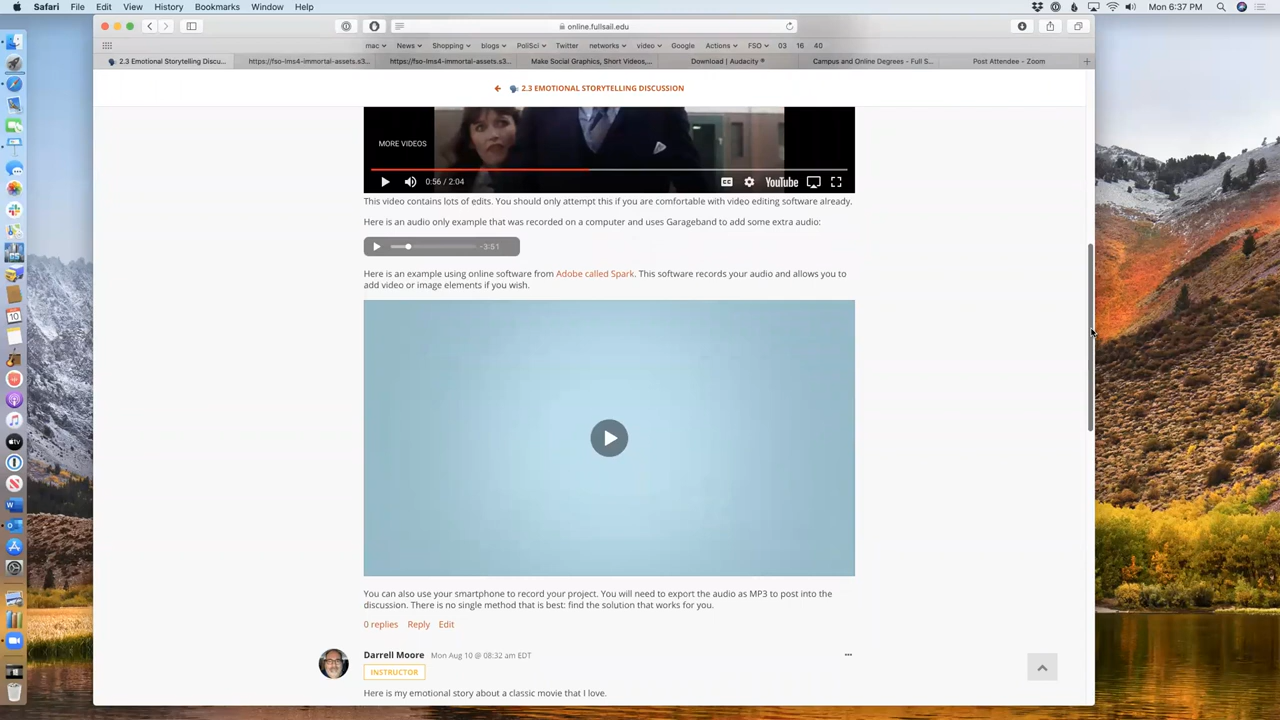 Safari File Edit View History Bookmarks Window Help Mon 6:37 PM
online.fullsail.edu
mac News Shopping blogs PoliSci Twitter networks video Google Actions FSO 03 16 40
2.3 Emotional Storytelling Discu... https://fso-lms4-immortal-assets.s3... https://fso-lms4-immortal-assets.s3... Make Social Graphics, Short Videos,... Download | Audacity ® Campus and Online Degrees - Full S... Post Attendee - Zoom
2.3 EMOTIONAL STORYTELLING DISCUSSION
MORE VIDEOS
0:56 / 2:04 CC YouTube
This video contains lots of edits. You should only attempt this if you are comfortable with video editing software already.
Here is an audio only example that was recorded on a computer and uses Garageband to add some extra audio:
-3:51
Here is an example using online software from Adobe called Spark. This software records your audio and allows you to
add video or image elements if you wish.
You can also use your smartphone to record your project. You will need to export the audio as MP3 to post into the
discussion. There is no single method that is best: find the solution that works for you.
0 replies Reply Edit
Darrell Moore Mon Aug 10 @ 08:32 am EDT
INSTRUCTOR
Here is my emotional story about a classic movie that I love.